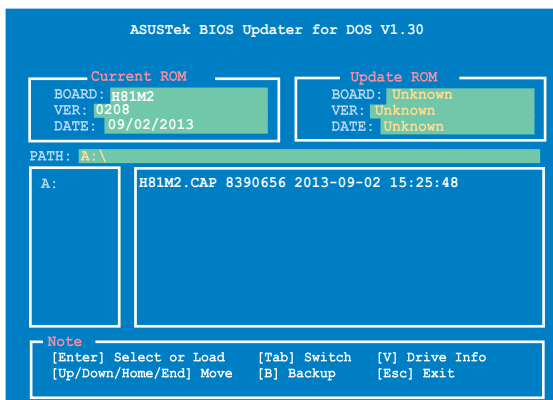 ASUSTek BIOS Updater for DOS V1.30
Current ROM
BOARD: H81M2
VER: 0208
DATE: 09/02/2013
Update ROM
BOARD: Unknown
VER: Unknown
DATE: Unknown
PATH: A:\
A:
H81M2.CAP 8390656 2013-09-02 15:25:48
Note
[Enter] Select or Load [Tab] Switch [V] Drive Info
[Up/Down/Home/End] Move [B] Backup [Esc] Exit